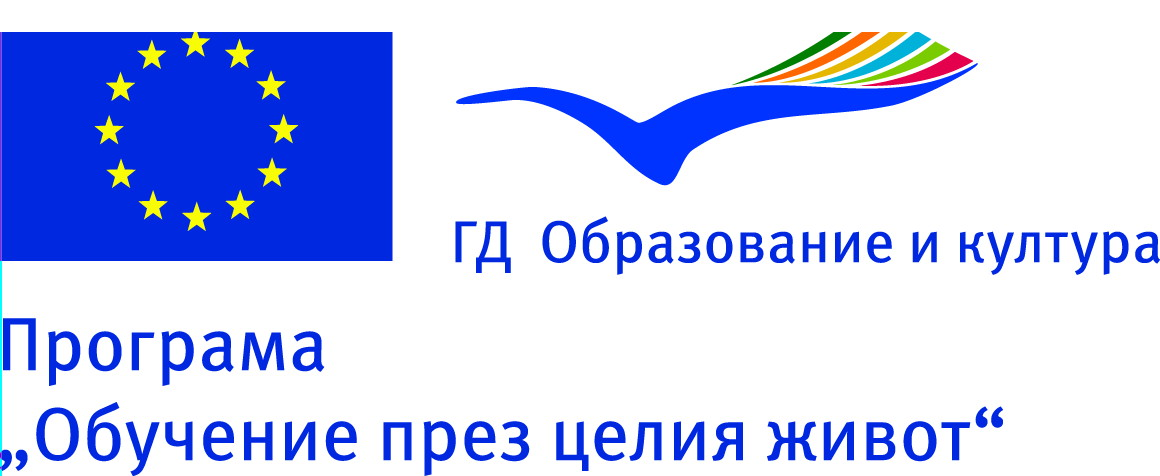 ГД Образование и култура
Програма
„Обучение през целия живот“